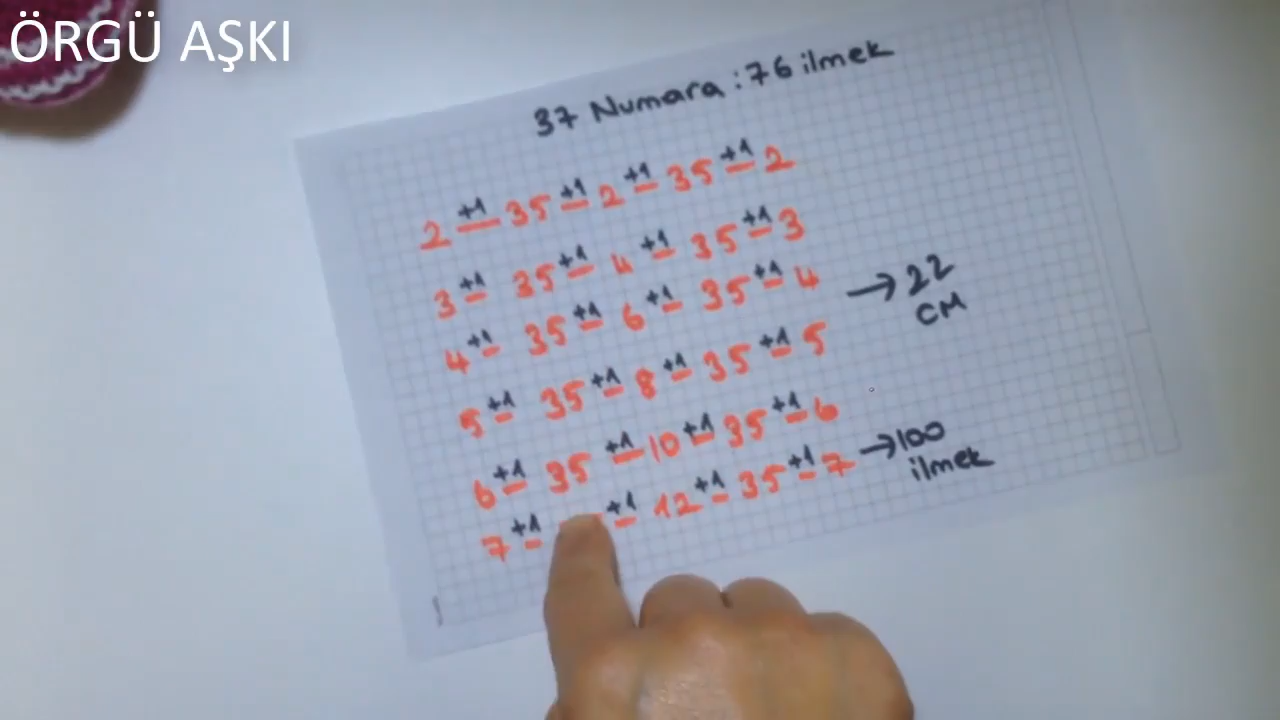 ÖRGÜ AŞKI
37 Numara : 76 ilmek
2 +1 – 35 +1 – 2 +1 – 35 +1 – 2
3 +1 – 35 +1 – 4 +1 – 35 +1 – 3
4 +1 – 35 +1 – 6 +1 – 35 +1 – 4 → 22 CM
5 +1 – 35 +1 – 8 +1 – 35 +1 – 5
6 +1 – 35 +1 – 10 +1 – 35 +1 – 6
7 +1 – +1 – 12 +1 – 35 +1 – 7 → 100 ilmek